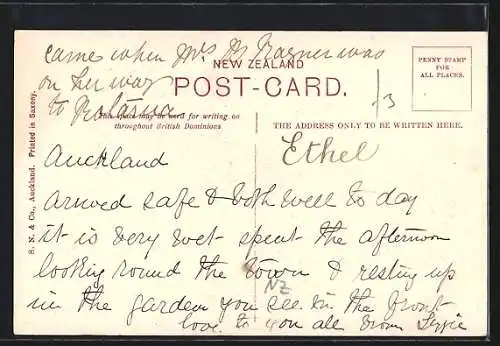 came when Mrs Dr Wagner was
on her way
to
NEW ZEALAND
POST-CARD.
PENNY STAMP
FOR
ALL PLACES.
This space may be used for writing on
throughout British Dominions
THE ADDRESS ONLY TO BE WRITTEN HERE.
S. N. & Co., Auckland. Printed in Saxony.
13
Ethel
Auckland
arrived safe & both well to day
it is very wet spent the afternoon
looking round the town & resting up
NZ
in the garden you see in the front
love to you all from Lizzie